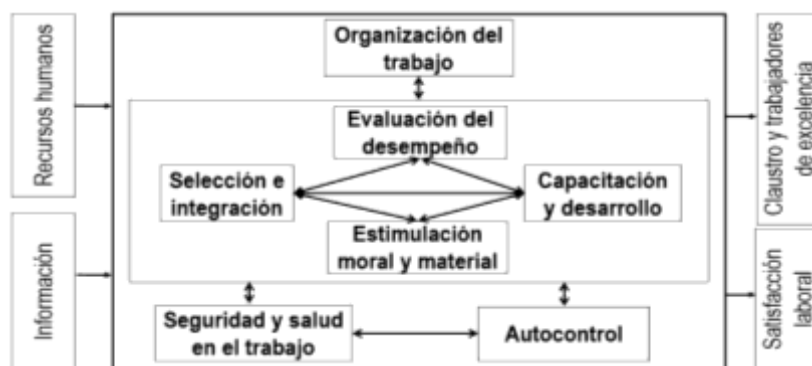 Recursos humanos
Información
Organización del
trabajo
Evaluación del
desempeño
Selección e
integración
Capacitación
y desarrollo
Estimulación
moral y material
Seguridad y salud
en el trabajo
Autocontrol
Claustro y trabajadores
de excelencia
Satisfacción
laboral